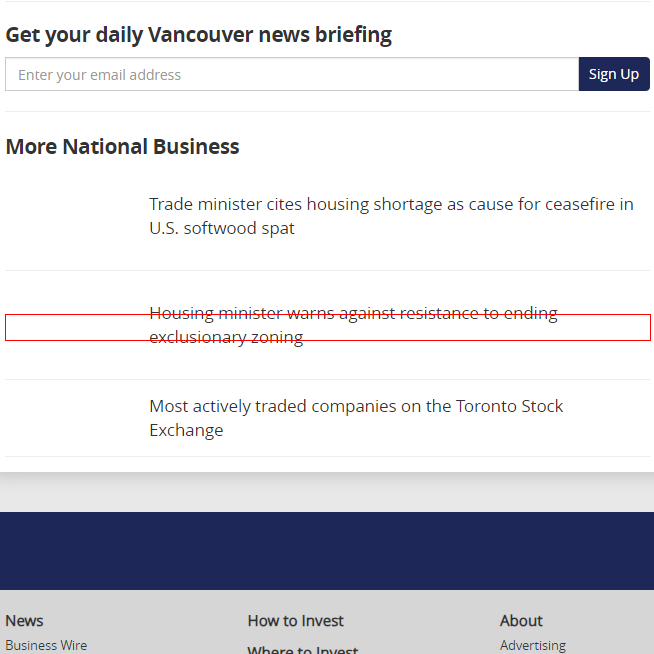 Get your daily Vancouver news briefing
Enter your email address
Sign Up
More National Business
Trade minister cites housing shortage as cause for ceasefire in
U.S. softwood spat
Housing minister warns against resistance to ending
exclusionary zoning
Most actively traded companies on the Toronto Stock
Exchange
News
How to Invest
About
Business Wire
Where to Invest
Advertising